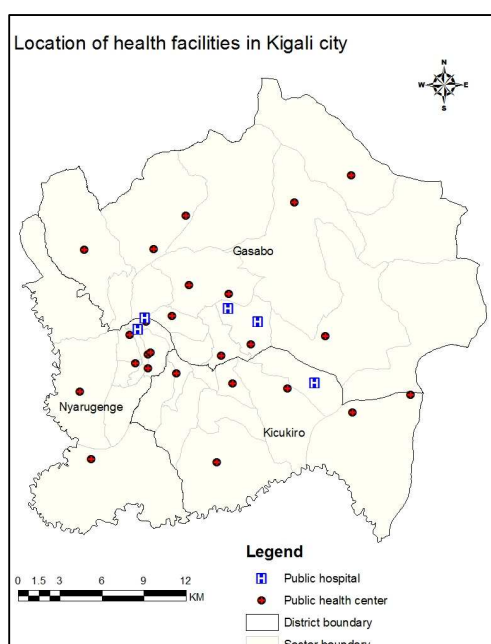 Location of health facilities in Kigali city
N
W E
S
Gasabo
Nyarugenge
Kicukiro
Legend
H Public hospital
Public health center
District boundary
Sector boundary
0 1.5 3 6 9 12
KM